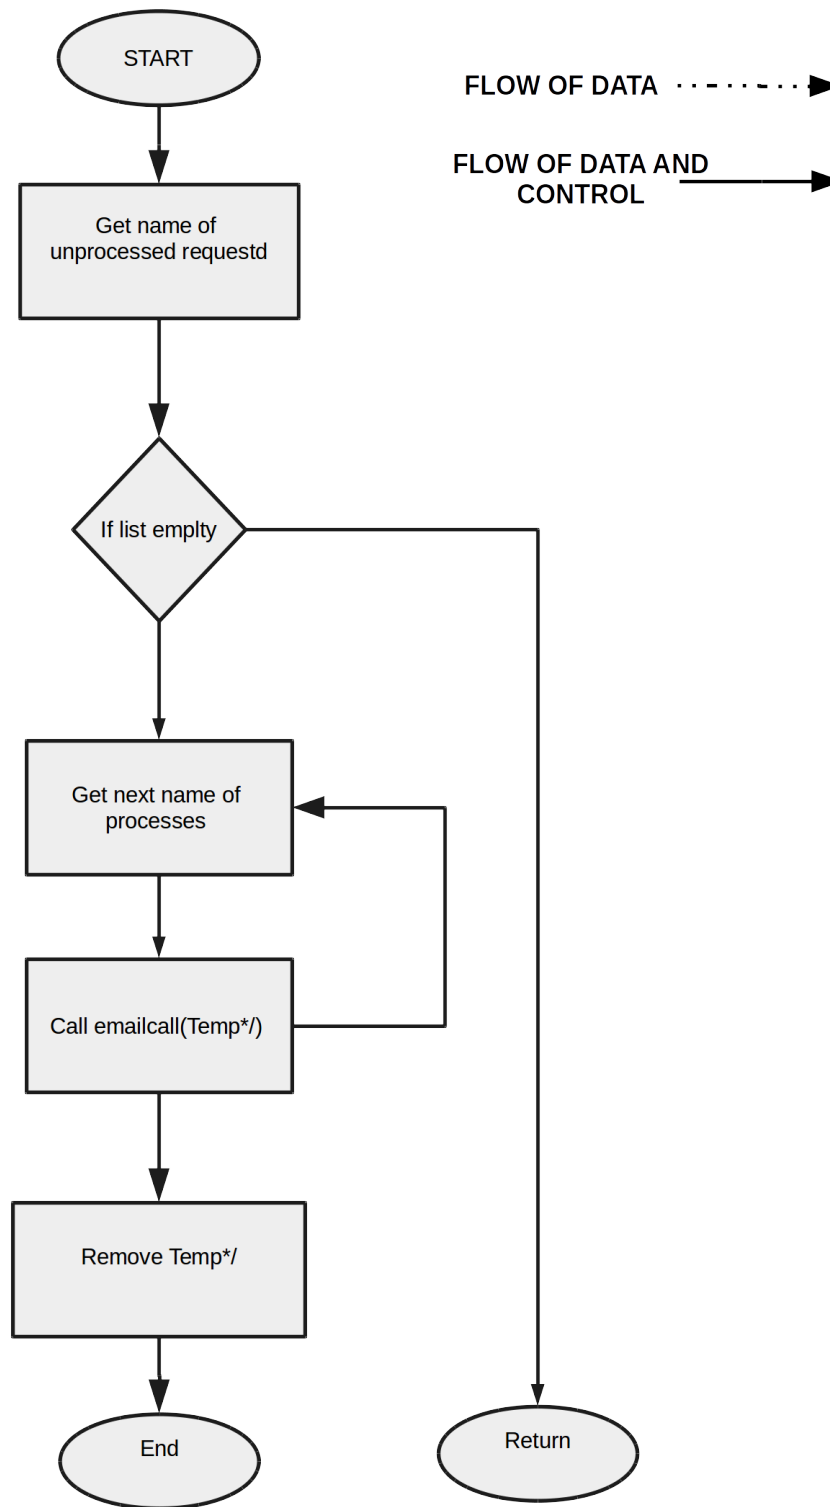 START
FLOW OF DATA
FLOW OF DATA AND
CONTROL
Get name of
unprocessed requestd
If list emplty
Get next name of
processes
Call emailcall(Temp*/)
Remove Temp*/
End
Return